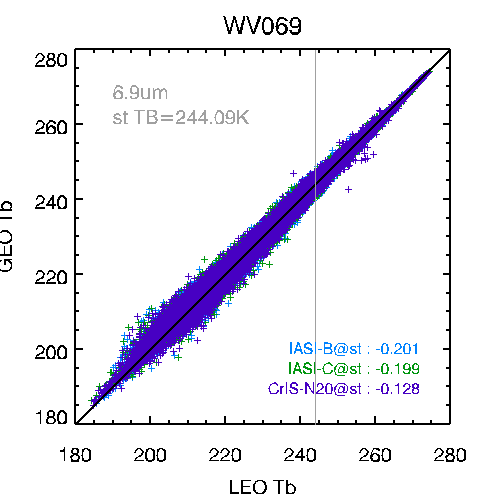 WV069
280
6.9um
st TB=244.09K
260
240
GEO Tb
220
200
IASI-B@st : -0.201
IASI-C@st : -0.199
CrIS-N20@st : -0.128
180
180 200 220 240 260 280
LEO Tb